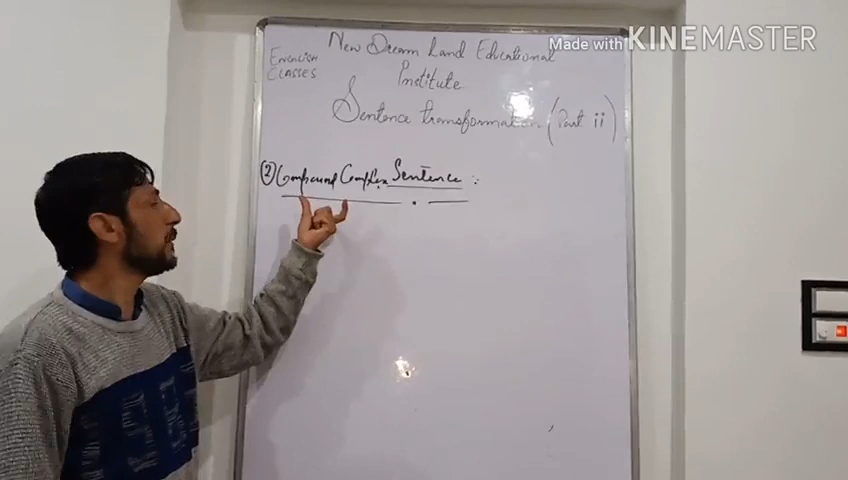 Made with KINEMASTER
ENGLISH
CLASSES
New Dream Land Educational
Institute
Sentence transformation (Part ii)
(2) Compound Complex Sentence :